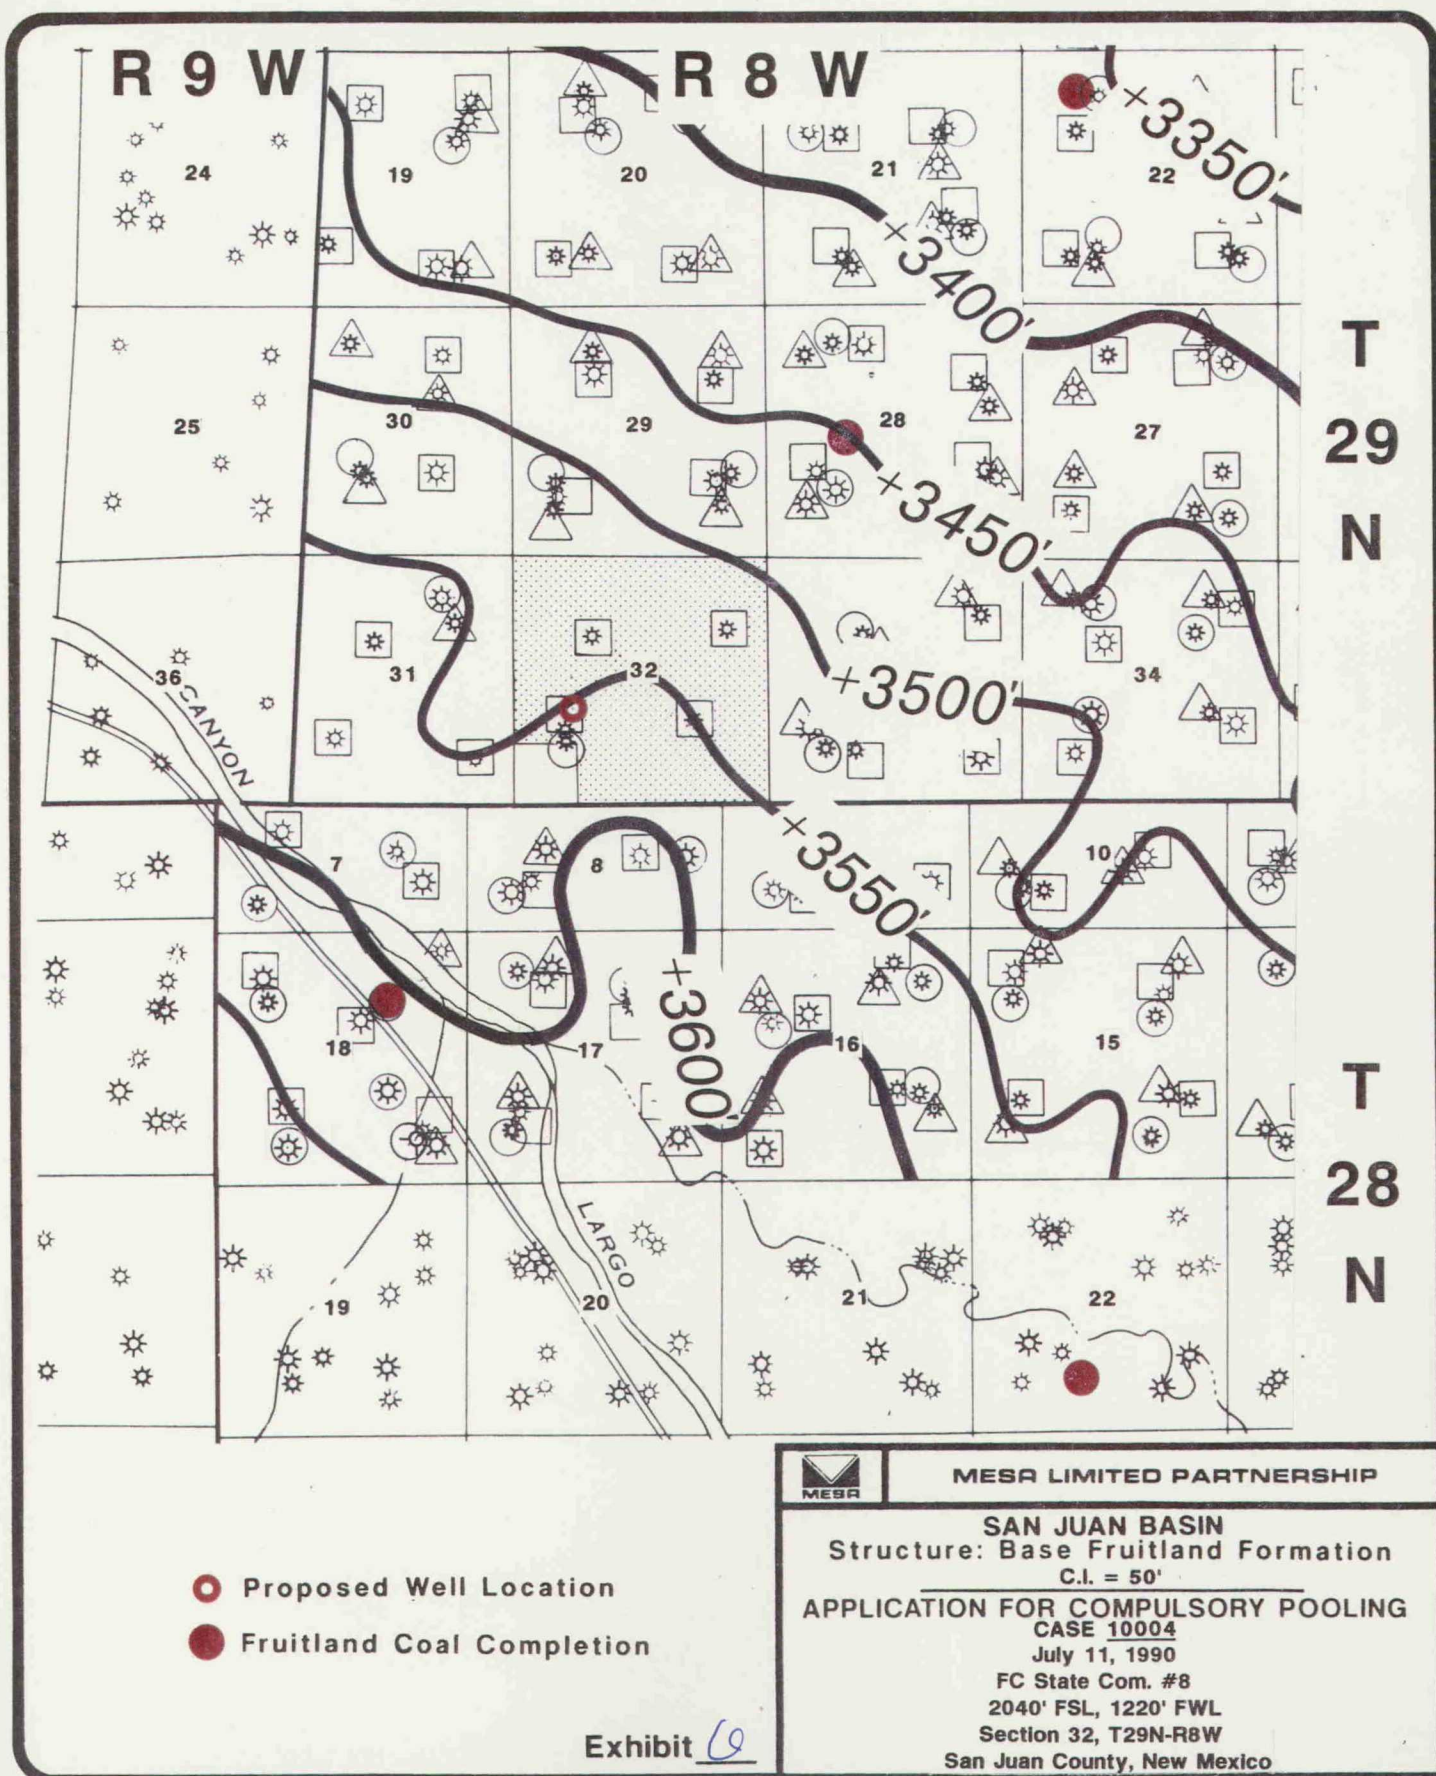 R 9 W
R 8 W
24
19
20
21
22
+3350'
+3400'
T
29
N
25
30
29
28
27
+3450'
36
CANYON
31
32
+3500'
34
7
8
+3550'
10
18
17
+3600'
16
15
T
28
N
LARGO
19
20
21
22
Proposed Well Location
Fruitland Coal Completion
Exhibit 6
MESA
MESA LIMITED PARTNERSHIP
SAN JUAN BASIN
Structure: Base Fruitland Formation
C.I. = 50'
APPLICATION FOR COMPULSORY POOLING
CASE 10004
July 11, 1990
FC State Com. #8
2040' FSL, 1220' FWL
Section 32, T29N-R8W
San Juan County, New Mexico